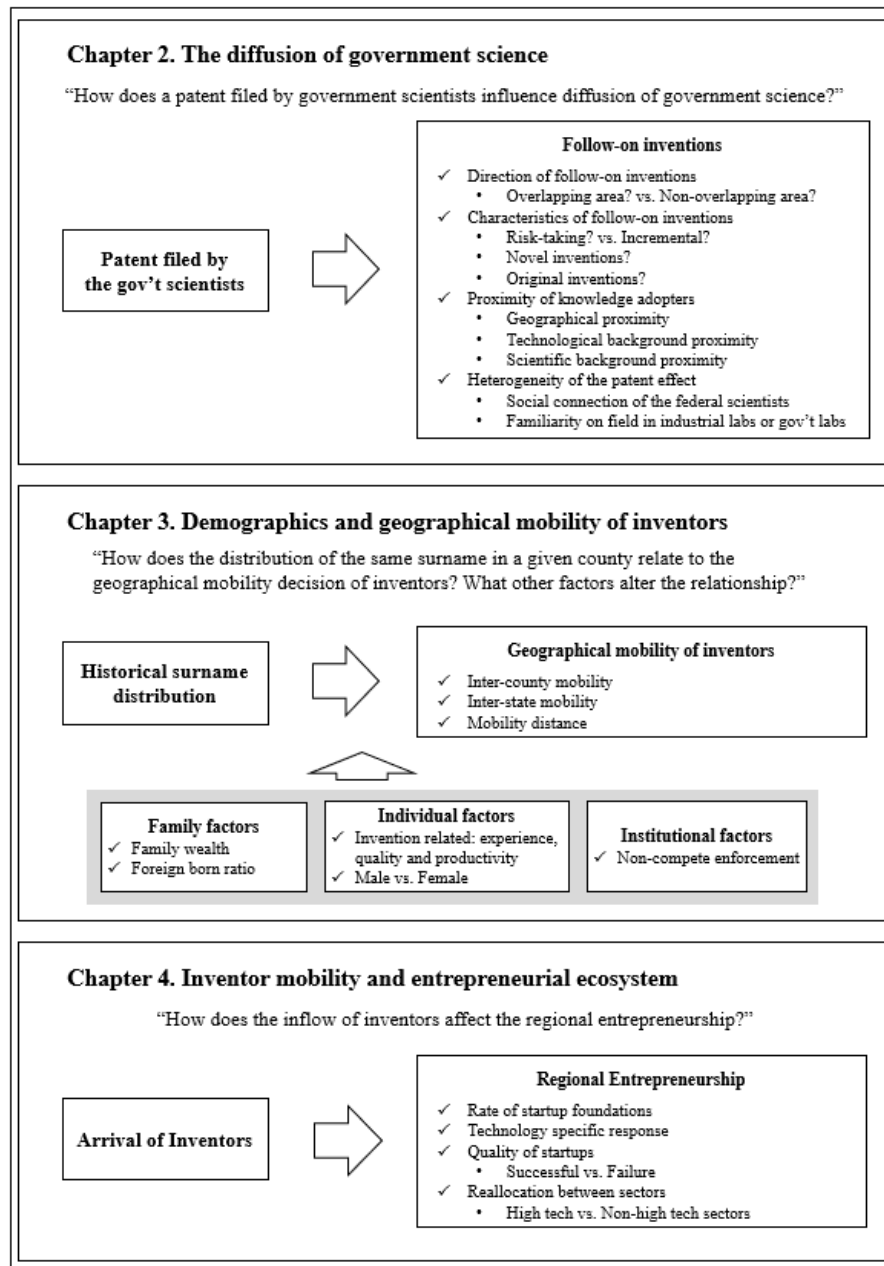 Chapter 2. The diffusion of government science
“How does a patent filed by government scientists influence diffusion of government science?”
Patent filed by
the gov’t scientists
Follow-on inventions
✓ Direction of follow-on inventions
• Overlapping area? vs. Non-overlapping area?
✓ Characteristics of follow-on inventions
• Risk-taking? vs. Incremental?
• Novel inventions?
• Original inventions?
✓ Proximity of knowledge adopters
• Geographical proximity
• Technological background proximity
• Scientific background proximity
✓ Heterogeneity of the patent effect
• Social connection of the federal scientists
• Familiarity on field in industrial labs or gov’t labs
Chapter 3. Demographics and geographical mobility of inventors
“How does the distribution of the same surname in a given county relate to the
geographical mobility decision of inventors? What other factors alter the relationship?”
Historical surname
distribution
Geographical mobility of inventors
✓ Inter-county mobility
✓ Inter-state mobility
✓ Mobility distance
Family factors
✓ Family wealth
✓ Foreign born ratio
Individual factors
✓ Invention related: experience,
quality and productivity
✓ Male vs. Female
Institutional factors
✓ Non-compete enforcement
Chapter 4. Inventor mobility and entrepreneurial ecosystem
“How does the inflow of inventors affect the regional entrepreneurship?”
Arrival of Inventors
Regional Entrepreneurship
✓ Rate of startup foundations
✓ Technology specific response
✓ Quality of startups
• Successful vs. Failure
✓ Reallocation between sectors
• High tech vs. Non-high tech sectors